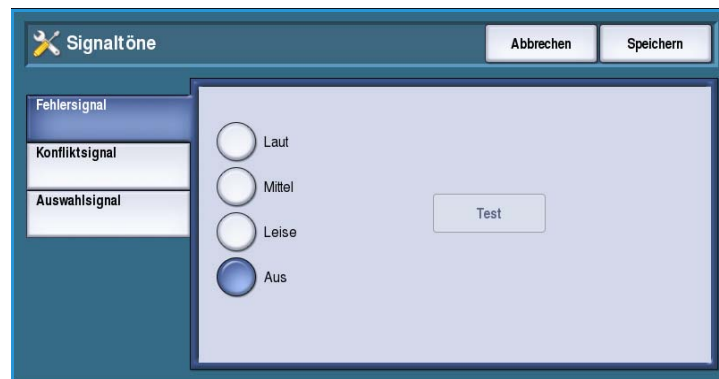 Signaltöne
Abbrechen
Speichern
Fehlersignal
Konfliktsignal
Auswahlsignal
Laut
Mittel
Leise
Aus
Test